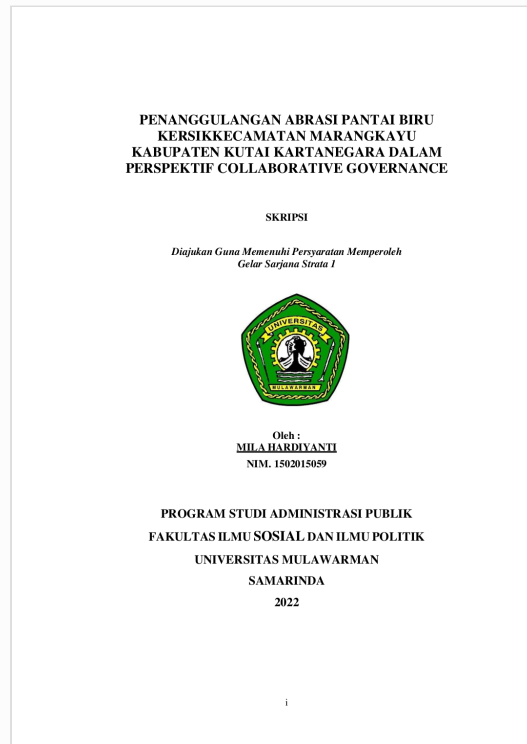 PENANGGULANGAN ABRASI PANTAI BIRU
KERSIKKECAMATAN MARANGKAYU
KABUPATEN KUTAI KARTANEGARA DALAM
PERSPEKTIF COLLABORATIVE GOVERNANCE
SKRIPSI
Diajukan Guna Memenuhi Persyaratan Memperoleh
Gelar Sarjana Strata 1
UNIVERSITAS
MULAWARMAN
Oleh :
MILA HARDIYANTI
NIM. 1502015059
PROGRAM STUDI ADMINISTRASI PUBLIK
FAKULTAS ILMU SOSIAL DAN ILMU POLITIK
UNIVERSITAS MULAWARMAN
SAMARINDA
2022
i